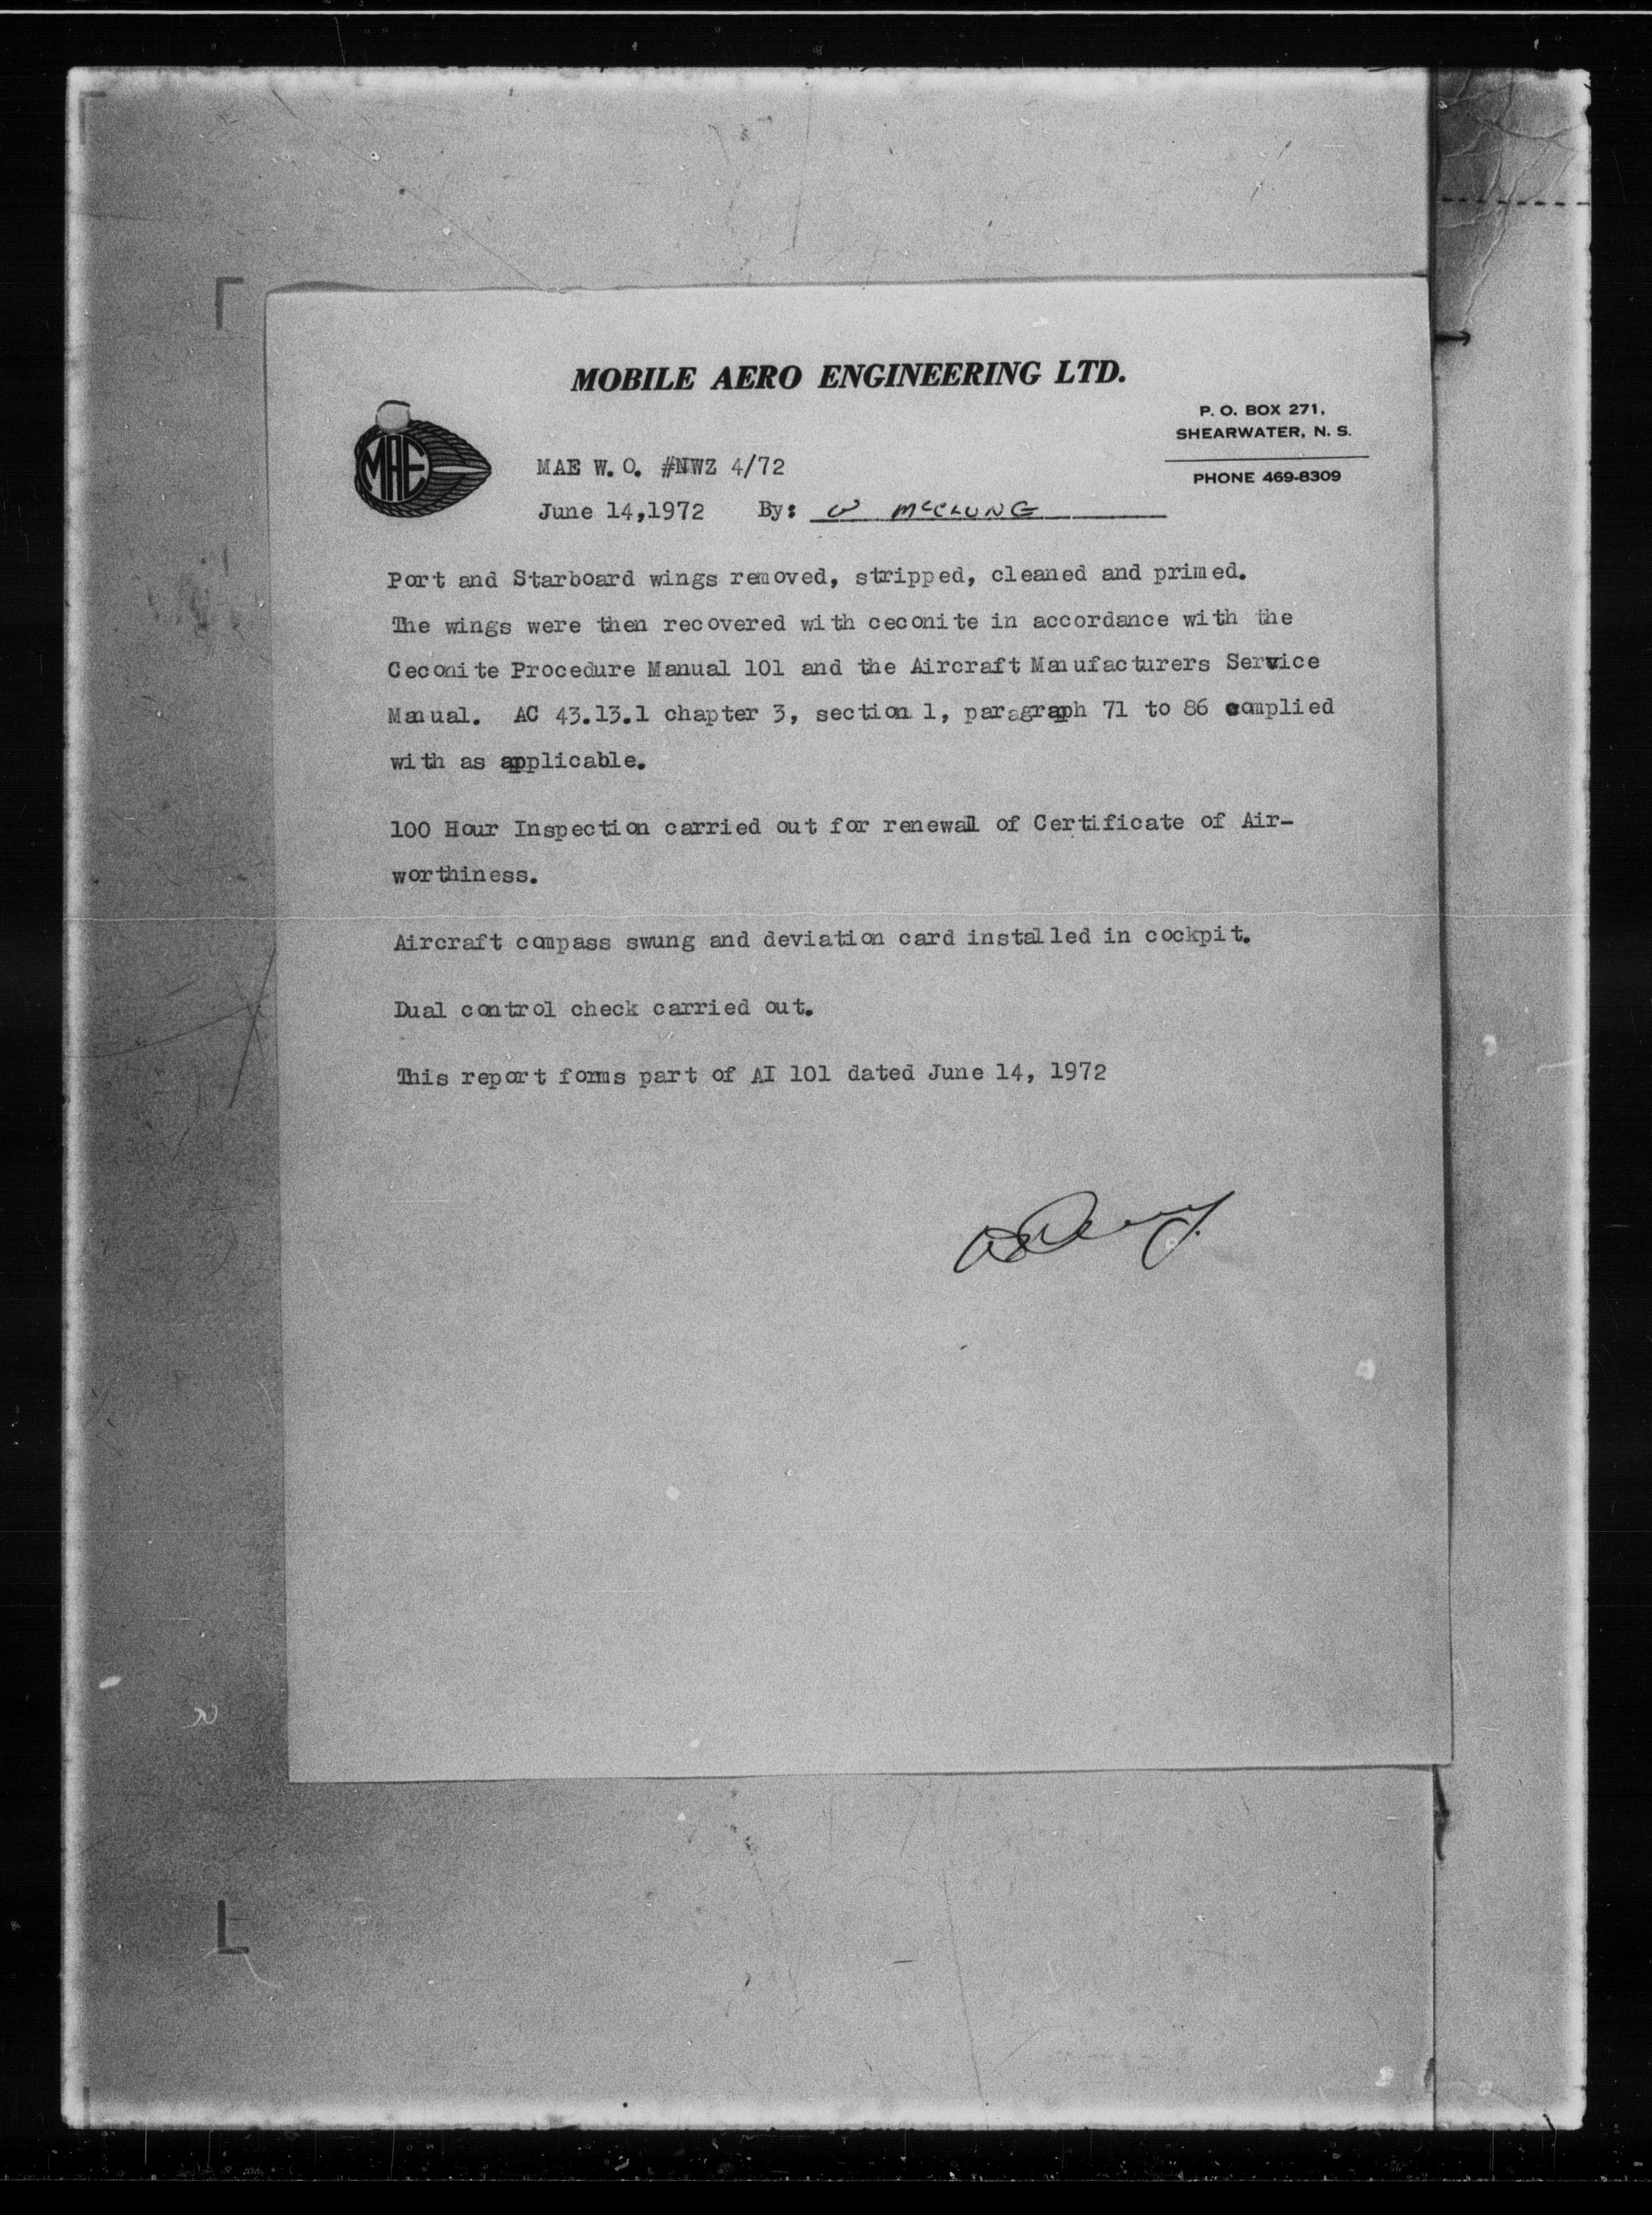 MOBILE AERO ENGINEERING LTD.
P. O. BOX 271,
SHEARWATER, N. S.
PHONE 469-8309
MAE
MAE W. O. #NWZ 4/72
June 14,1972 By: W McCLUNG
Port and Starboard wings removed, stripped, cleaned and primed.
The wings were then recovered with ceconite in accordance with the
Ceconite Procedure Manual 101 and the Aircraft Manufacturers Service
Manual. AC 43.13.1 chapter 3, section 1, paragraph 71 to 86 complied
with as applicable.
100 Hour Inspection carried out for renewal of Certificate of Air-
worthiness.
Aircraft compass swung and deviation card installed in cockpit.
Dual control check carried out.
This report forms part of AI 101 dated June 14, 1972